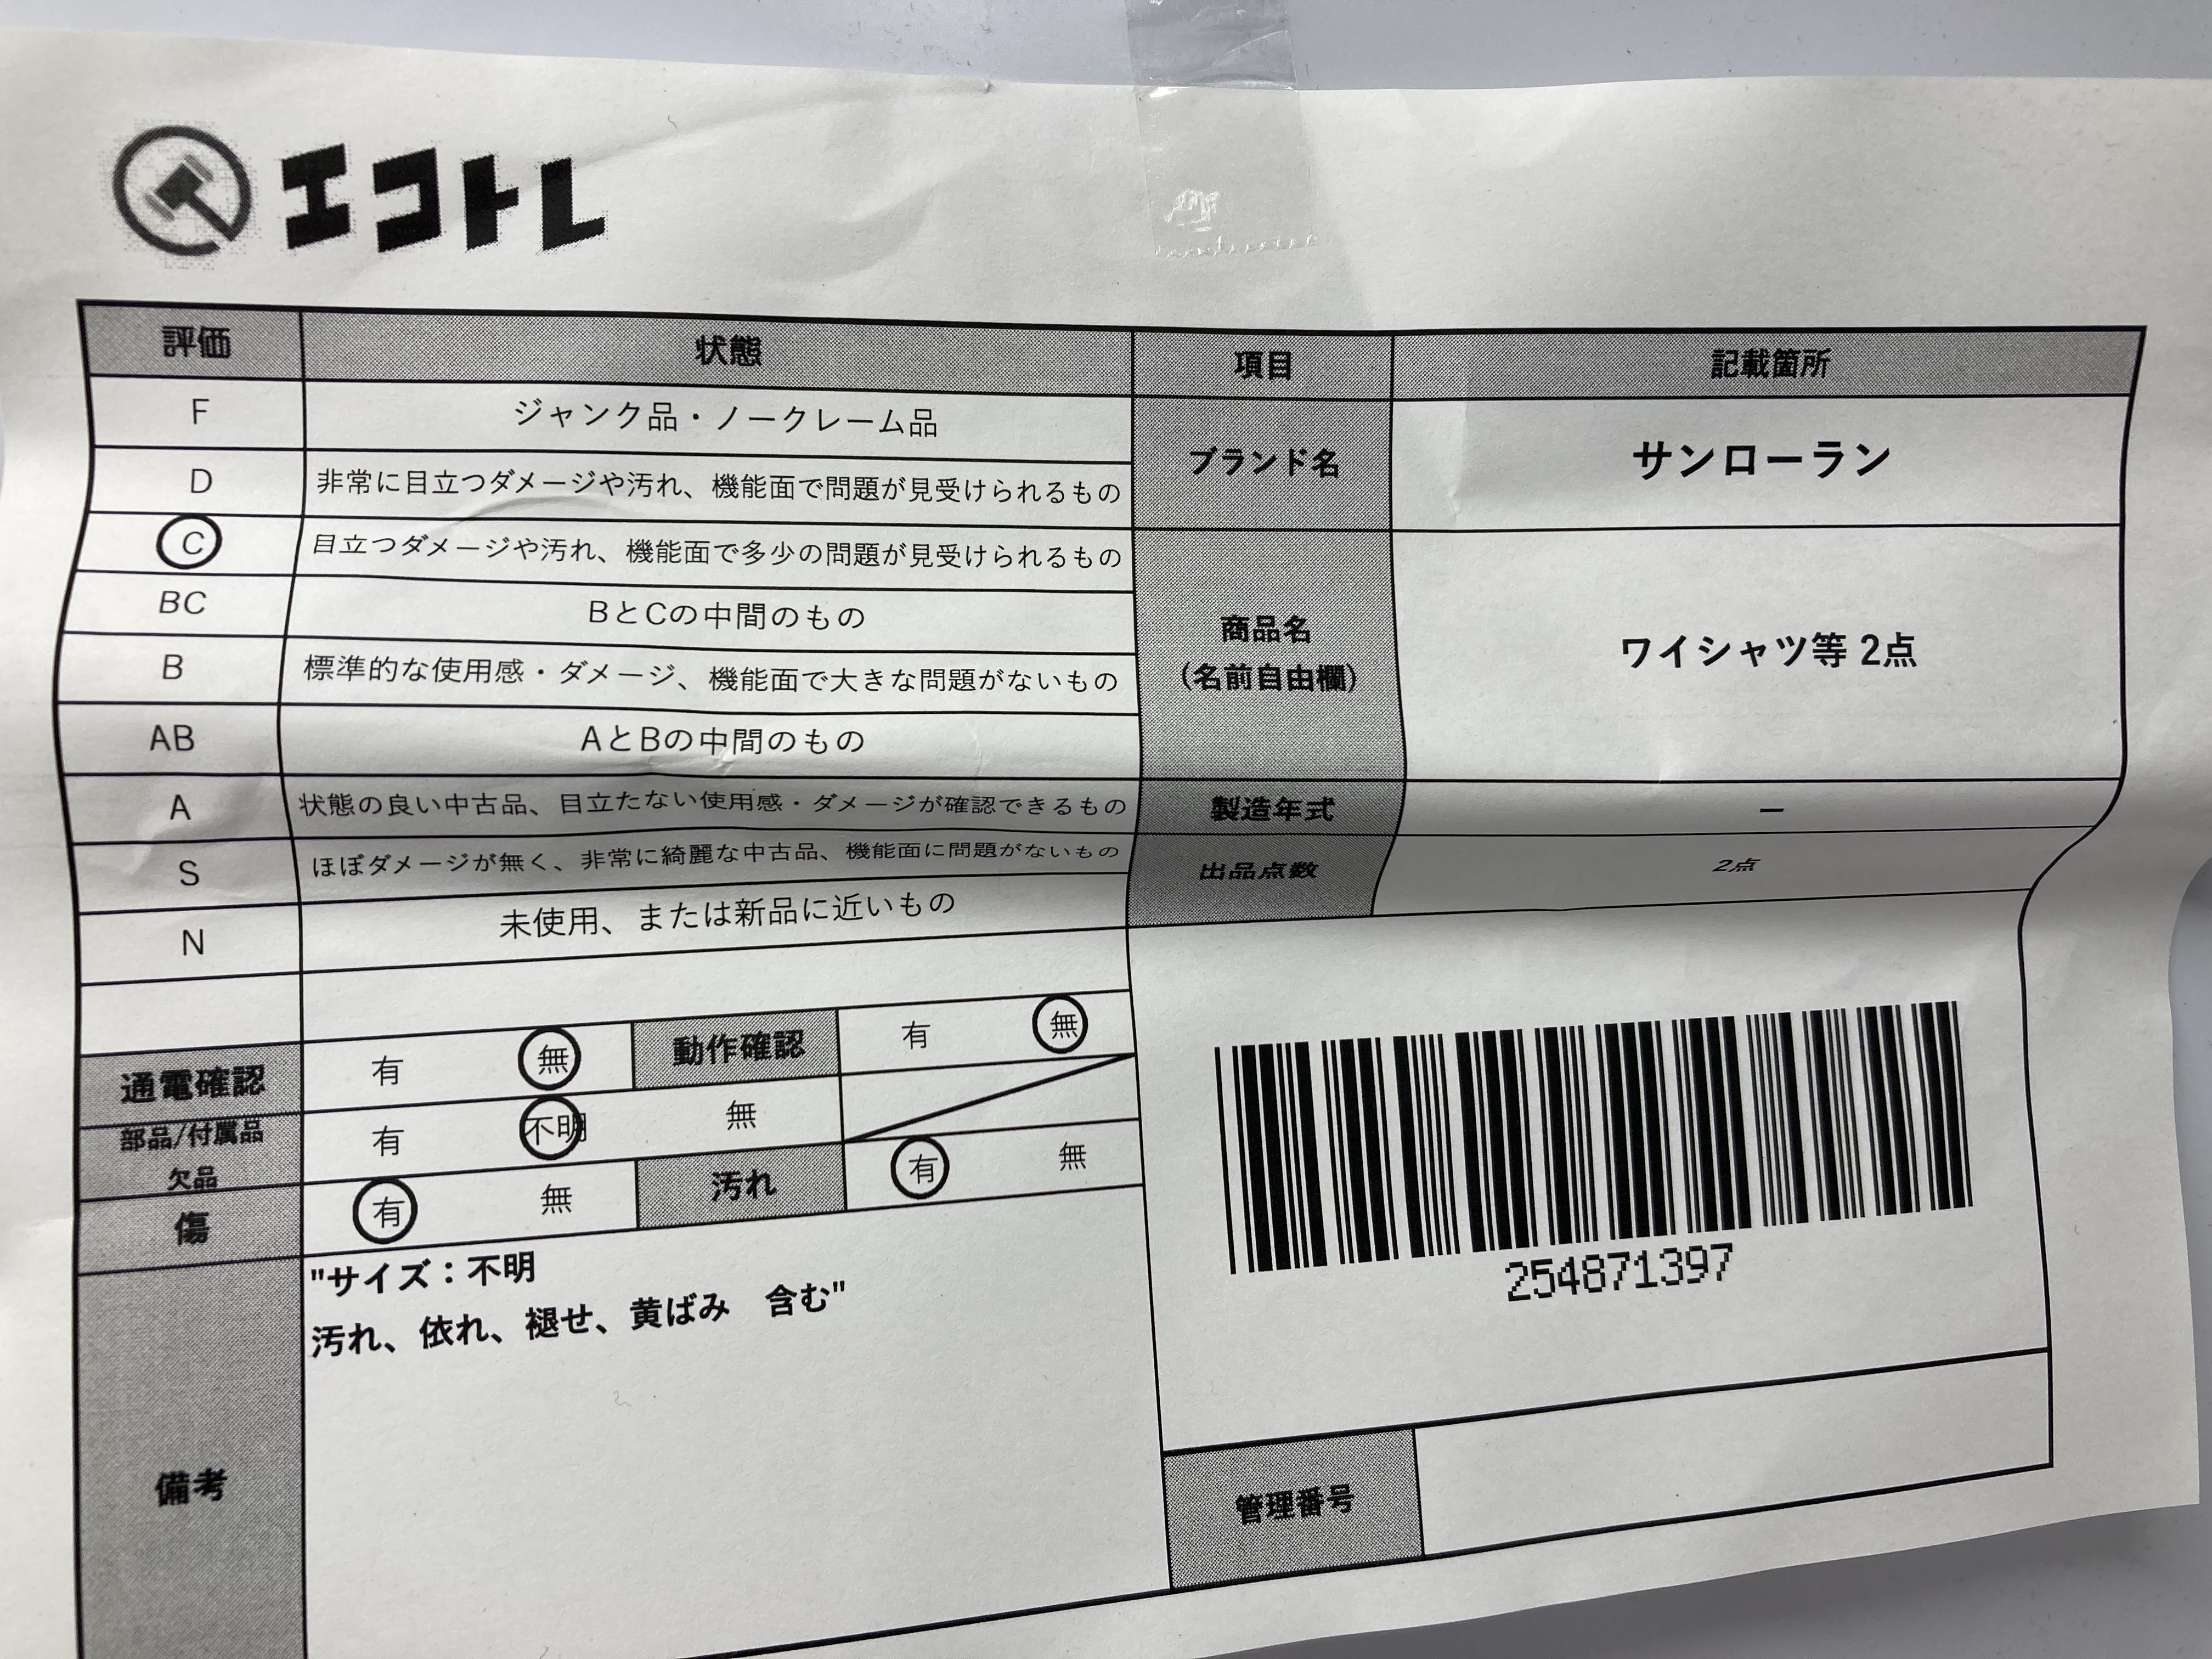 エコトレ
評価 状態 項目 記載箇所
F ジャンク品・ノークレーム品
D 非常に目立つダメージや汚れ、機能面で問題が見受けられるもの
C 目立つダメージや汚れ、機能面で多少の問題が見受けられるもの
BC BとCの中間のもの
B 標準的な使用感・ダメージ、機能面で大きな問題がないもの
AB AとBの中間のもの
A 状態の良い中古品、目立たない使用感・ダメージが確認できるもの
S ほぼダメージが無く、非常に綺麗な中古品、機能面に問題がないもの
N 未使用、または新品に近いもの
ブランド名 サンローラン
商品名
(名前自由欄) ワイシャツ等 2点
製造年式 ー
出品点数 2点
通電確認 有 無 動作確認 有 無
部品/付属品
欠品 有 不明 無
傷 有 無 汚れ 有 無
備考
"サイズ：不明
汚れ、依れ、褪せ、黄ばみ　含む"
254871397
管理番号